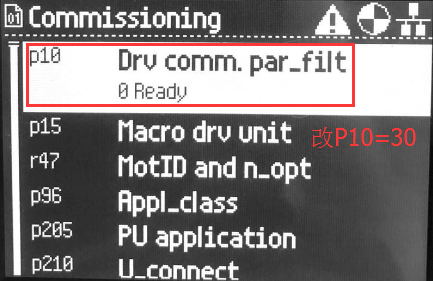 01 Commissioning
p10 Drv comm. par_filt
0 Ready
p15 Macro drv unit 改P10=30
r47 MotID and n_opt
p96 Appl_class
p205 PU application
p210 U_connect